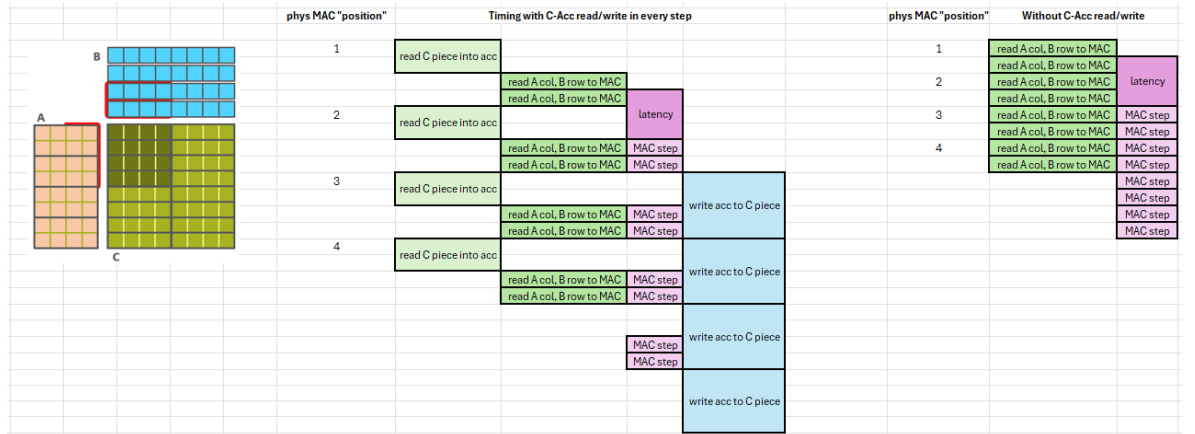 B
A
C
phys MAC "position"
Timing with C-Acc read/write in every step
1
read C piece into acc
read A col, B row to MAC
read A col, B row to MAC
latency
2
read C piece into acc
read A col, B row to MAC
MAC step
read A col, B row to MAC
MAC step
3
read C piece into acc
write acc to C piece
read A col, B row to MAC
MAC step
read A col, B row to MAC
MAC step
4
read C piece into acc
write acc to C piece
read A col, B row to MAC
MAC step
read A col, B row to MAC
MAC step
write acc to C piece
MAC step
MAC step
write acc to C piece
phys MAC "position"
Without C-Acc read/write
1
read A col, B row to MAC
read A col, B row to MAC
latency
2
read A col, B row to MAC
read A col, B row to MAC
3
read A col, B row to MAC
MAC step
read A col, B row to MAC
MAC step
4
read A col, B row to MAC
MAC step
read A col, B row to MAC
MAC step
MAC step
MAC step
MAC step
MAC step